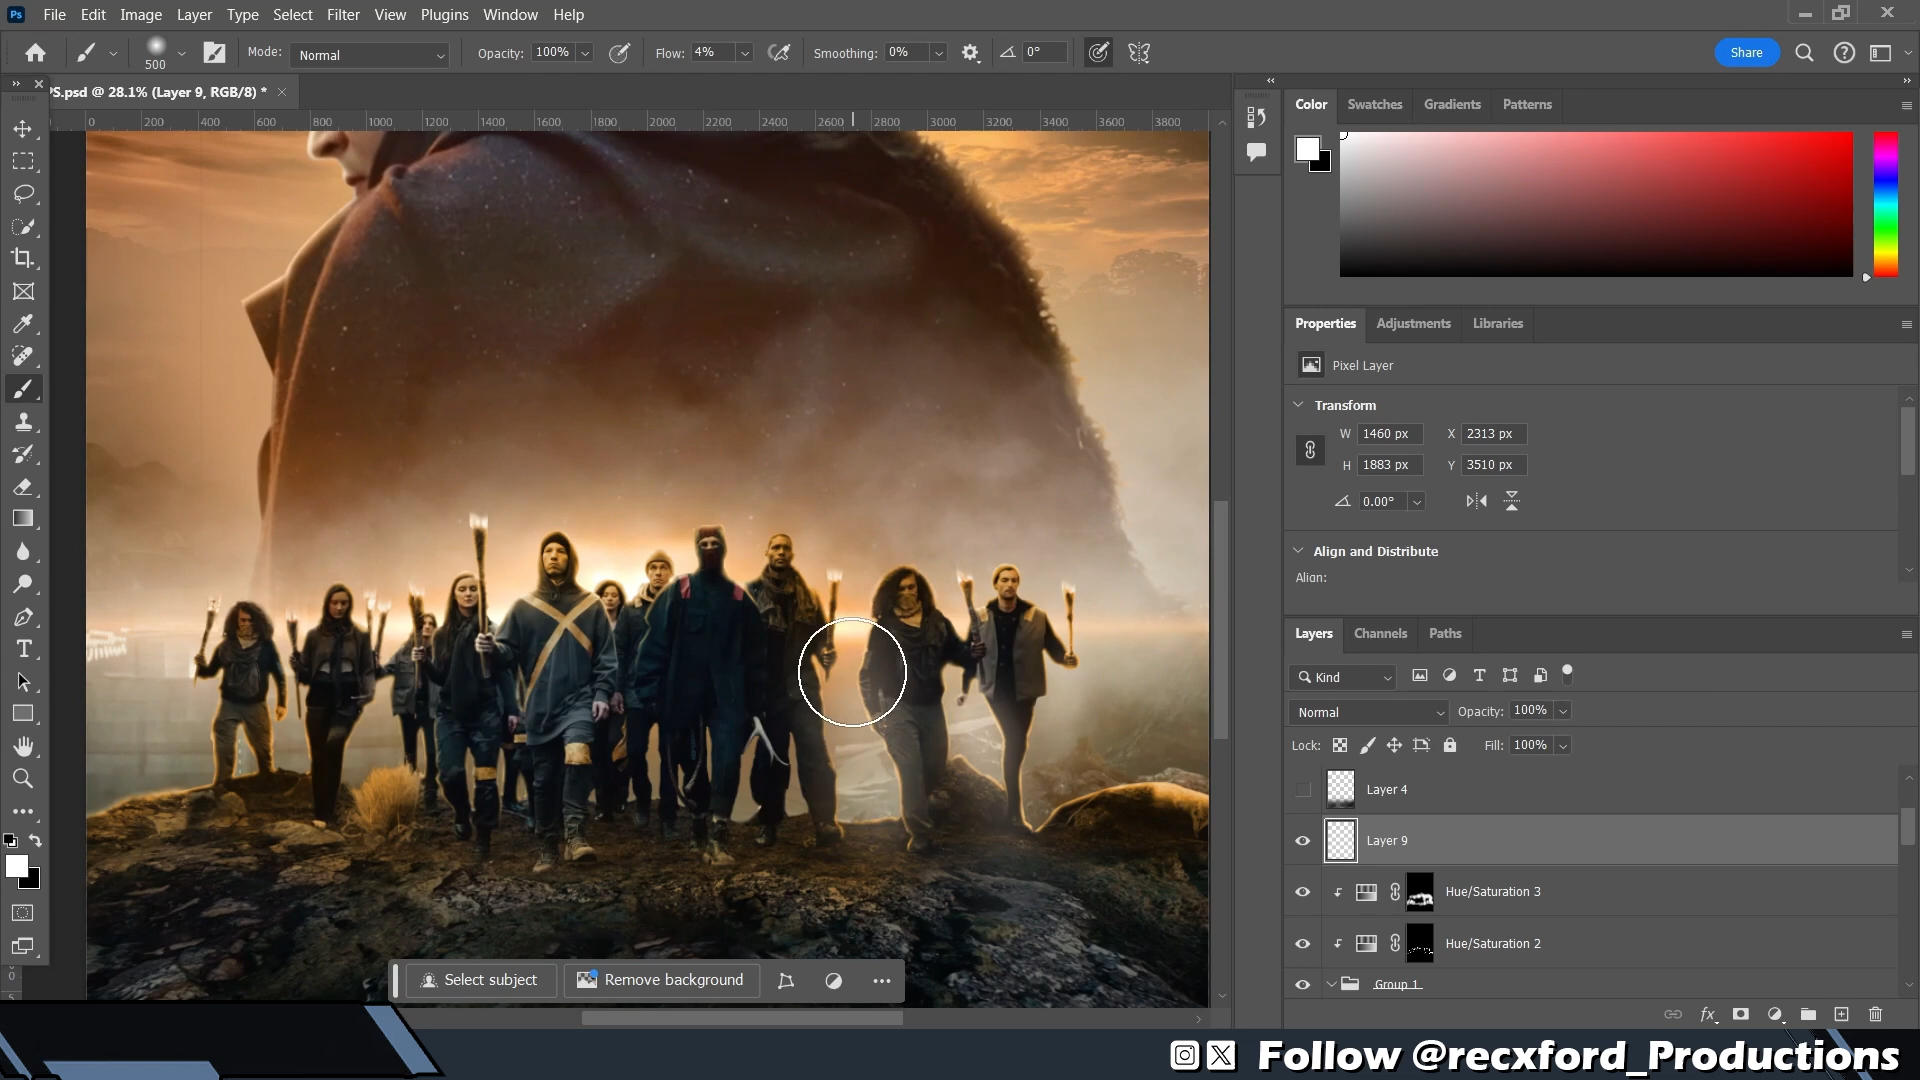 Ps File Edit Image Layer Type Select Filter View Plugins Window Help
500 Mode: Normal Opacity: 100% Flow: 4% Smoothing: 0% 0° Share
PS.psd @ 28.1% (Layer 9, RGB/8) *
0 200 400 600 800 1000 1200 1400 1600 1800 2000 2200 2400 2600 2800 3000 3200 3400 3600 3800
Color Swatches Gradients Patterns
Properties Adjustments Libraries
Pixel Layer
Transform
W 1460 px X 2313 px
H 1883 px Y 3510 px
0.00°
Align and Distribute
Align:
Layers Channels Paths
Kind
Normal Opacity: 100%
Lock: Fill: 100%
Layer 4
Layer 9
Hue/Saturation 3
Hue/Saturation 2
Group 1
Select subject Remove background
fx
Follow @recxford_Productions